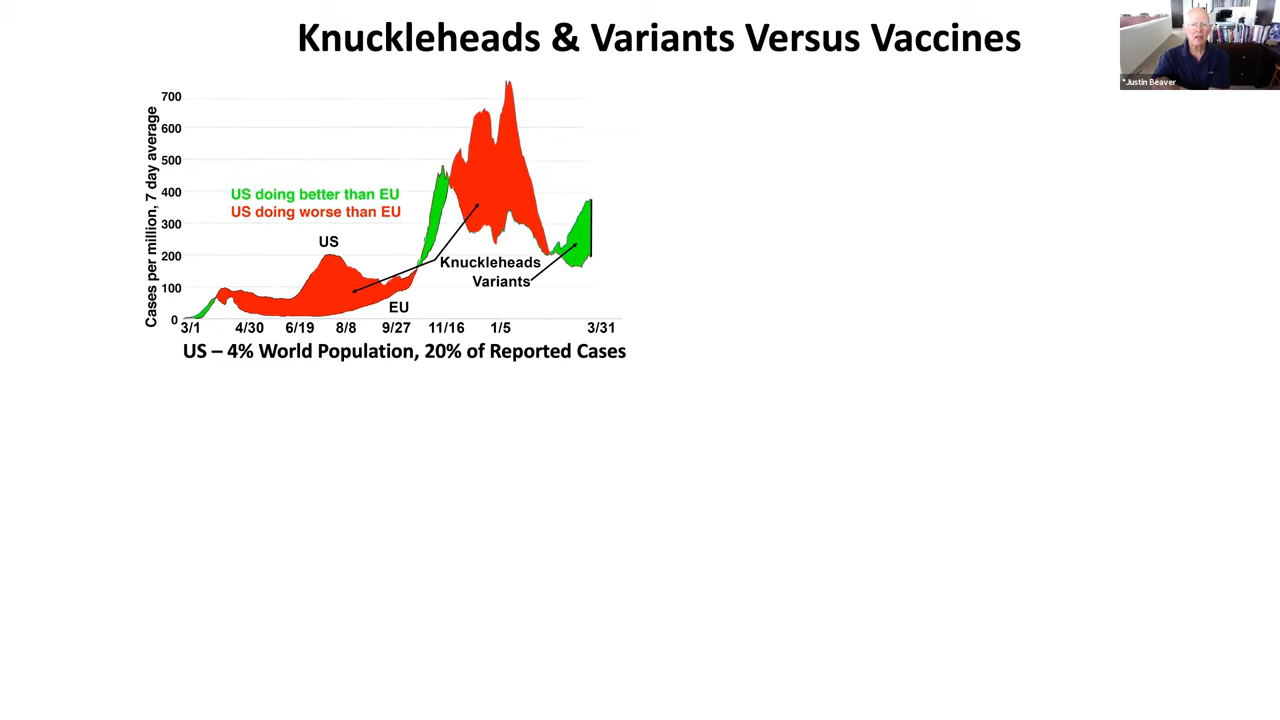 Knuckleheads & Variants Versus Vaccines
*Justin Beaver
Cases per million, 7 day average
700
600
500
400
300
200
100
0
US doing better than EU
US doing worse than EU
US
Knuckleheads
Variants
EU
3/1 4/30 6/19 8/8 9/27 11/16 1/5 3/31
US – 4% World Population, 20% of Reported Cases